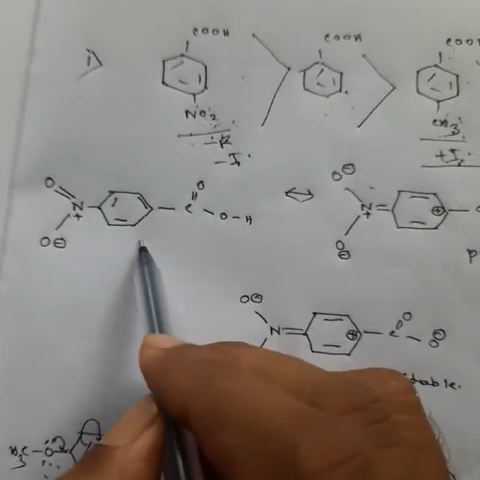 1)
COOH > COOH > COOH
NO2 CH3
-R +I
-I
O O O⊖
N+ C O-H ↔ N+ ⊕
O⊖ O⊖ P
O⊖ O
N ⊕ C O⊖
stable.
H3C-O